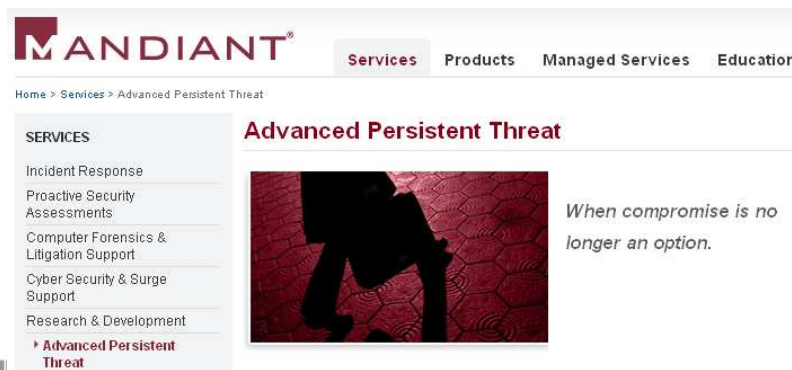 MANDIANT®
Services Products Managed Services Education
Home > Services > Advanced Persistent Threat
SERVICES
Incident Response
Proactive Security
Assessments
Computer Forensics &
Litigation Support
Cyber Security & Surge
Support
Research & Development
Advanced Persistent
Threat
Advanced Persistent Threat
When compromise is no
longer an option.